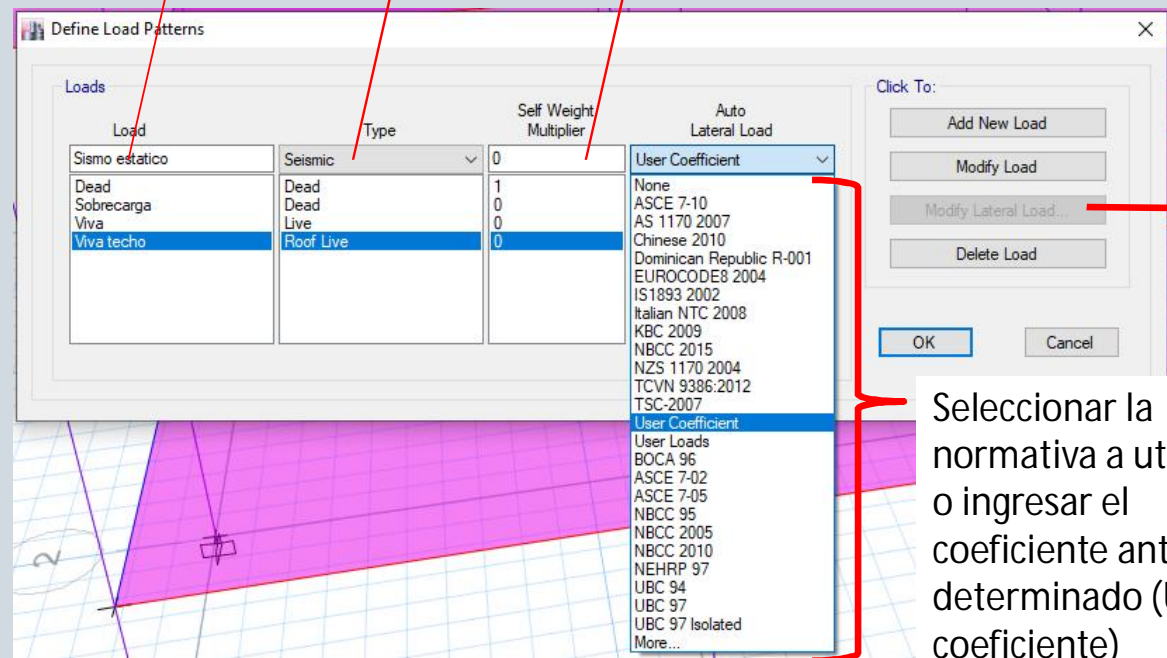 Define Load Patterns
Loads
Click To:
Load Type Self Weight Multiplier Auto Lateral Load
Sismo estatico Seismic 0 User Coefficient
Dead Dead 1
Sobrecarga Dead 0
Viva Live 0
Viva techo Roof Live 0
None
ASCE 7-10
AS 1170 2007
Chinese 2010
Dominican Republic R-001
EUROCODE8 2004
IS1893 2002
Italian NTC 2008
KBC 2009
NBCC 2015
NZS 1170 2004
TCVN 9386:2012
TSC-2007
User Coefficient
User Loads
BOCA 96
ASCE 7-02
ASCE 7-05
NBCC 95
NBCC 2005
NBCC 2010
NEHRP 97
UBC 94
UBC 97
UBC 97 Isolated
More...
Add New Load
Modify Load
Modify Lateral Load...
Delete Load
OK Cancel
Seleccionar la
normativa a
o ingresar el
coeficiente
determinado
coeficiente)
2